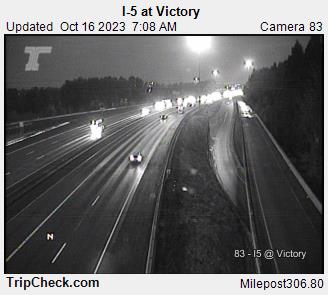 I-5 at Victory
Updated Oct 16 2023 7:08 AM Camera 83
T
N
83 - I5 @ Victory
TripCheck.com Milepost306.80